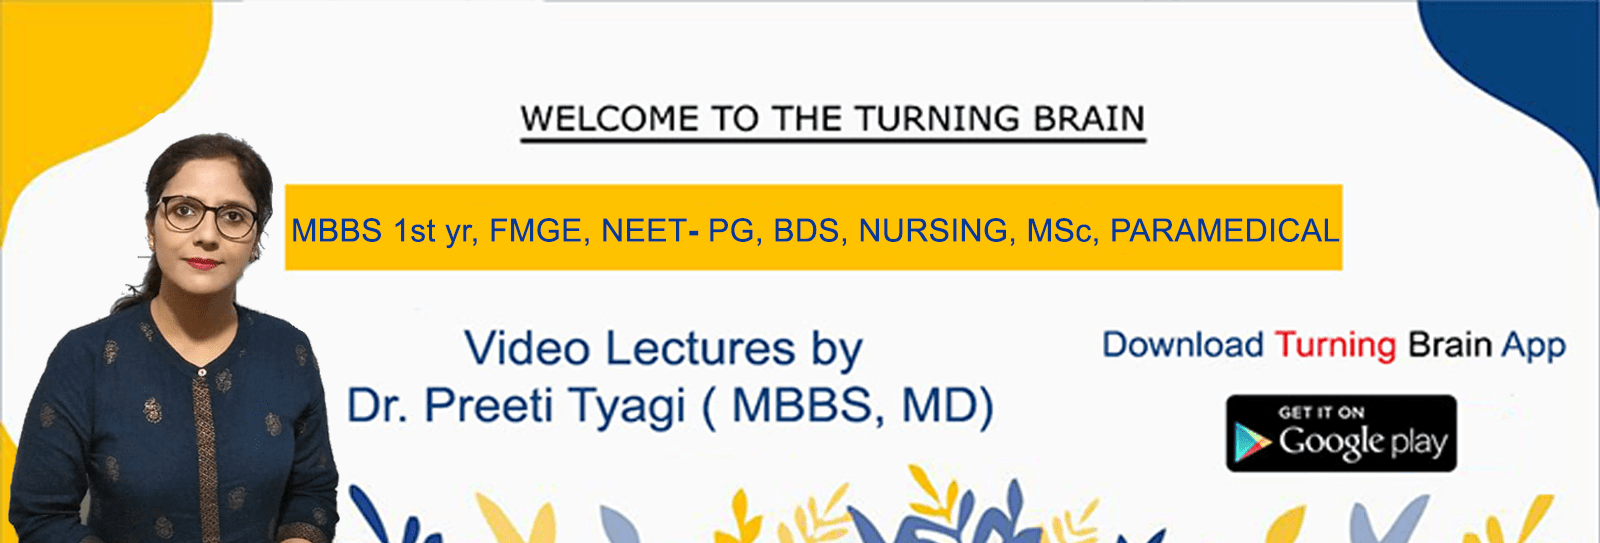 WELCOME TO THE TURNING BRAIN
MBBS 1st yr, FMGE, NEET- PG, BDS, NURSING, MSc, PARAMEDICAL
Video Lectures by
Dr. Preeti Tyagi ( MBBS, MD)
Download Turning Brain App
GET IT ON
Google play